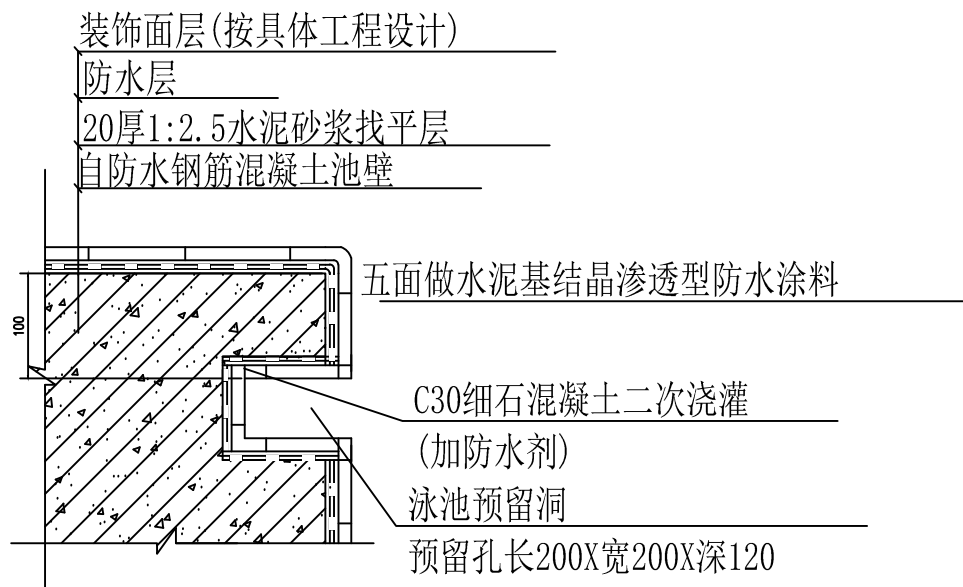 装饰面层(按具体工程设计)
防水层
20厚1:2.5水泥砂浆找平层
自防水钢筋混凝土池壁
五面做水泥基结晶渗透型防水涂料
100
C30细石混凝土二次浇灌
(加防水剂)
泳池预留洞
预留孔长200X宽200X深120